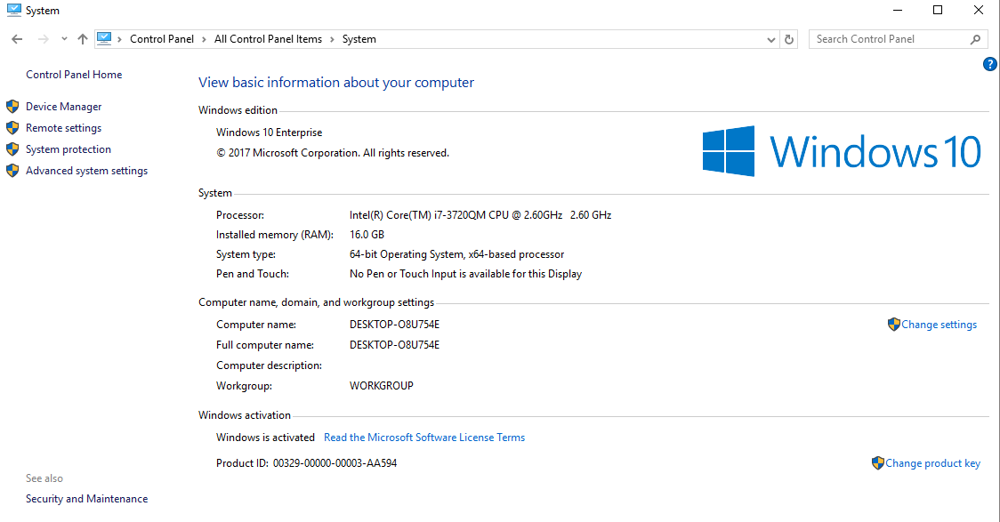 System
Control Panel > All Control Panel Items > System
Search Control Panel
Control Panel Home
Device Manager
Remote settings
System protection
Advanced system settings
See also
Security and Maintenance
?
View basic information about your computer
Windows edition
Windows 10 Enterprise
© 2017 Microsoft Corporation. All rights reserved.
Windows 10
System
Processor: Intel(R) Core(TM) i7-3720QM CPU @ 2.60GHz 2.60 GHz
Installed memory (RAM): 16.0 GB
System type: 64-bit Operating System, x64-based processor
Pen and Touch: No Pen or Touch Input is available for this Display
Computer name, domain, and workgroup settings
Computer name: DESKTOP-O8U754E
Change settings
Full computer name: DESKTOP-O8U754E
Computer description:
Workgroup: WORKGROUP
Windows activation
Windows is activated Read the Microsoft Software License Terms
Product ID: 00329-00000-00003-AA594
Change product key